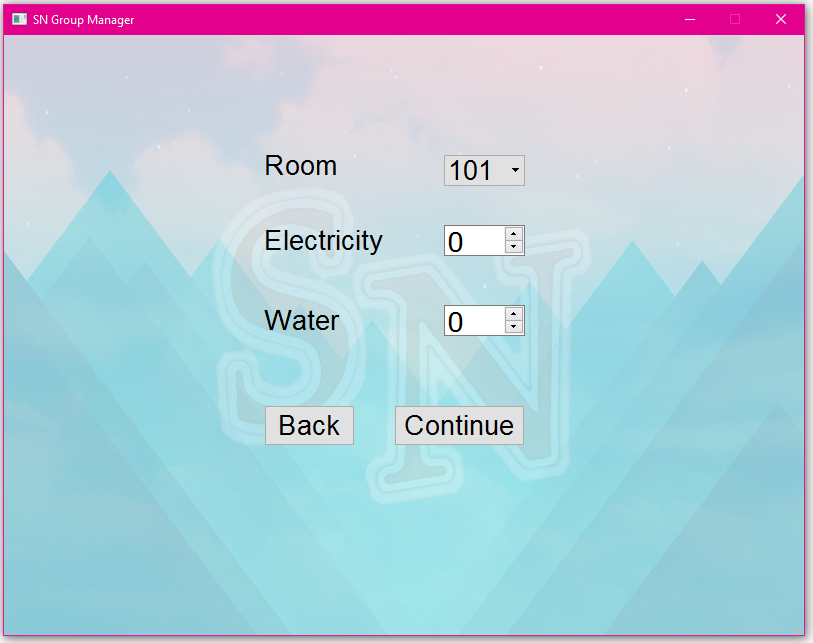 SN Group Manager
Room 101
Electricity 0
SN
Water 0
Back Continue